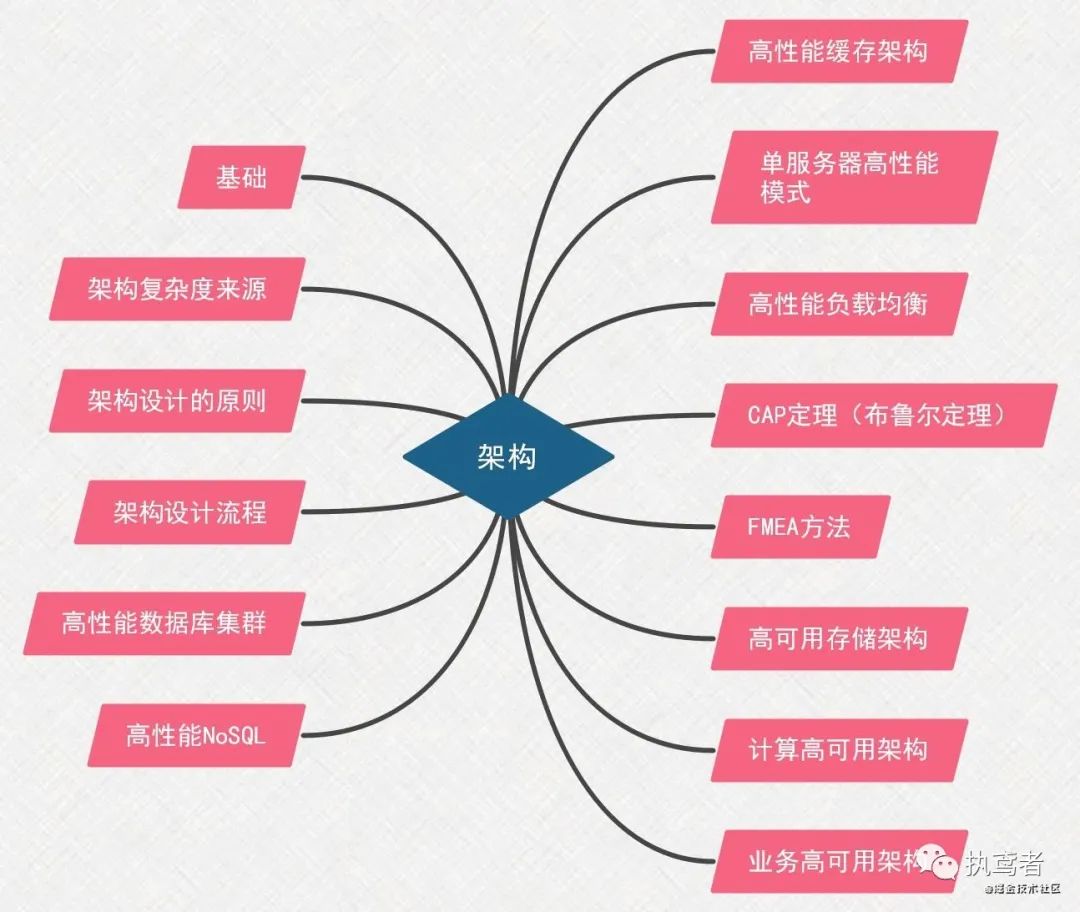 基础
架构复杂度来源
架构设计的原则
架构设计流程
高性能数据库集群
高性能NoSQL
架构
高性能缓存架构
单服务器高性能
模式
高性能负载均衡
CAP定理（布鲁尔定理）
FMEA方法
高可用存储架构
计算高可用架构
业务高可用架构
执鸢者
@掘金技术社区